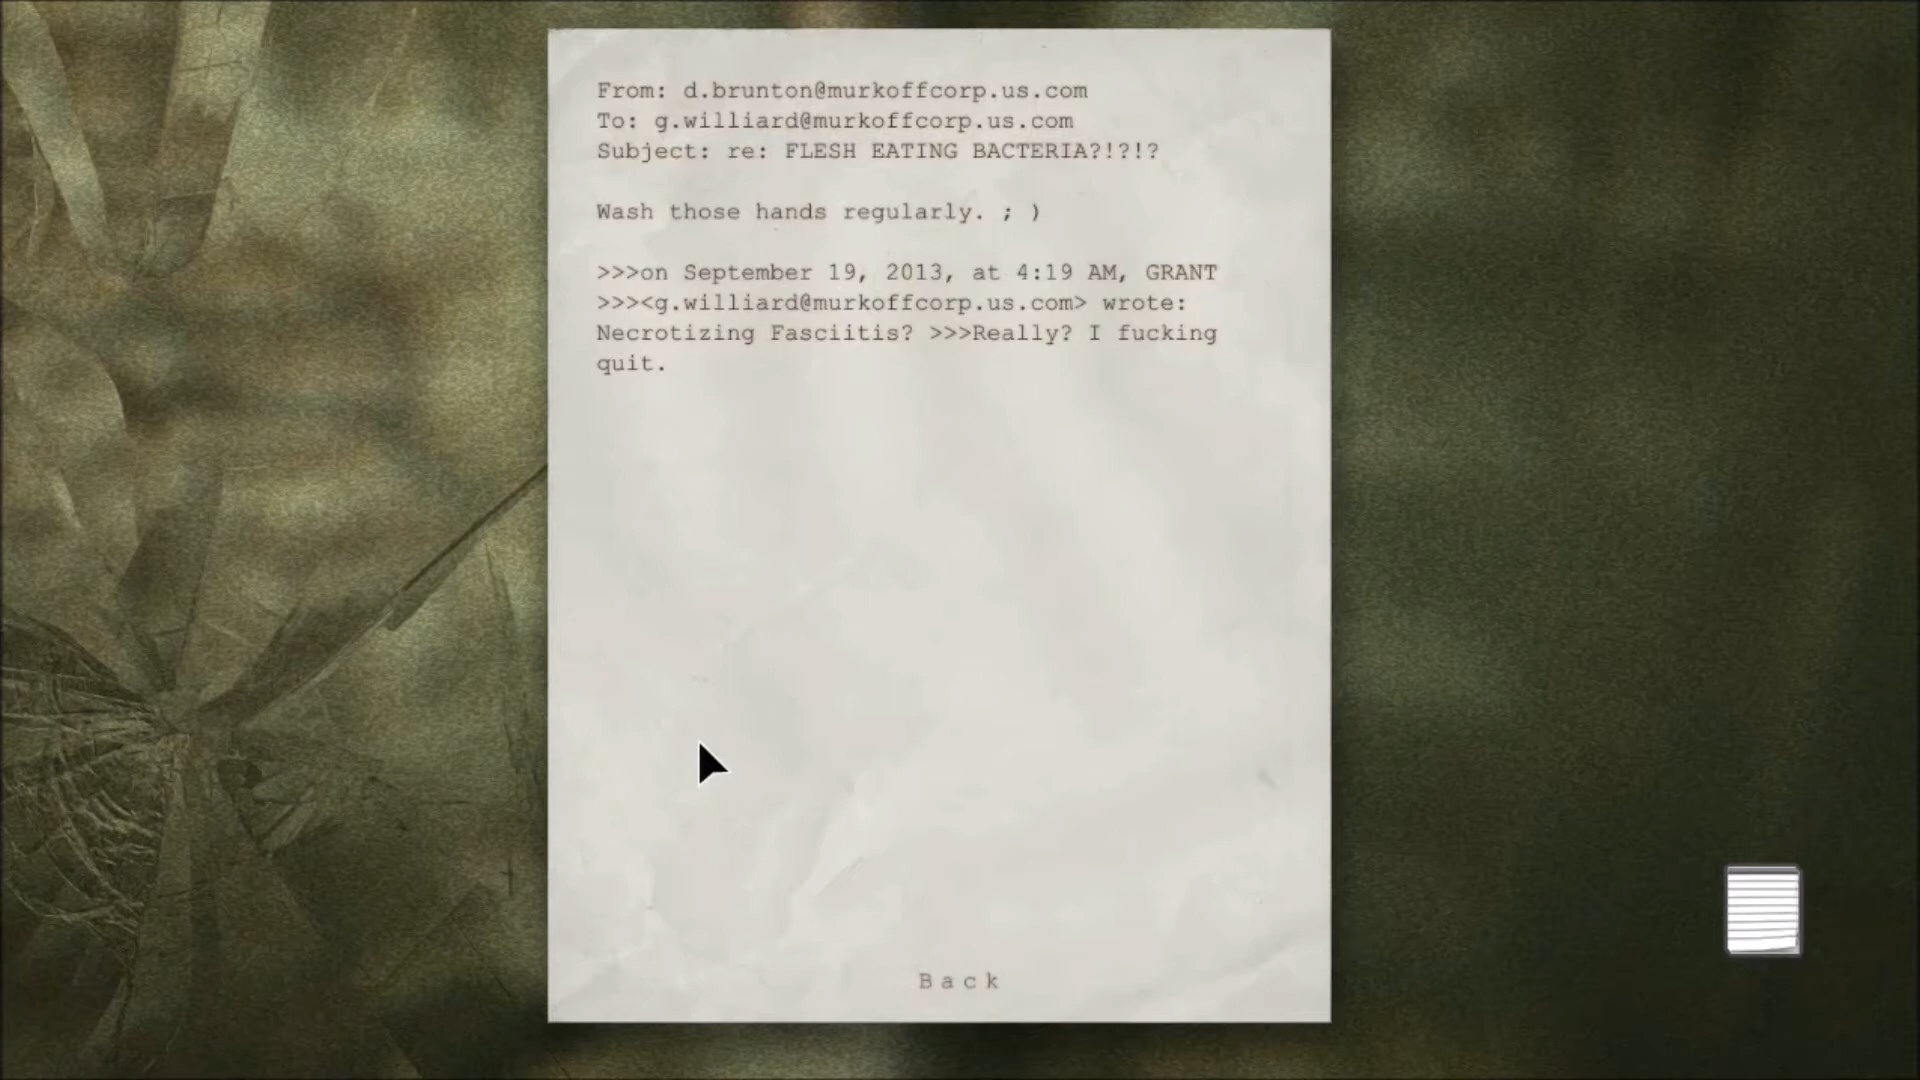 From: d.brunton@murkoffcorp.us.com
To: g.williard@murkoffcorp.us.com
Subject: re: FLESH EATING BACTERIA?!?!?
Wash those hands regularly. ; )
>>>on September 19, 2013, at 4:19 AM, GRANT
>>><g.williard@murkoffcorp.us.com> wrote:
Necrotizing Fasciitis? >>>Really? I fucking
quit.
Back